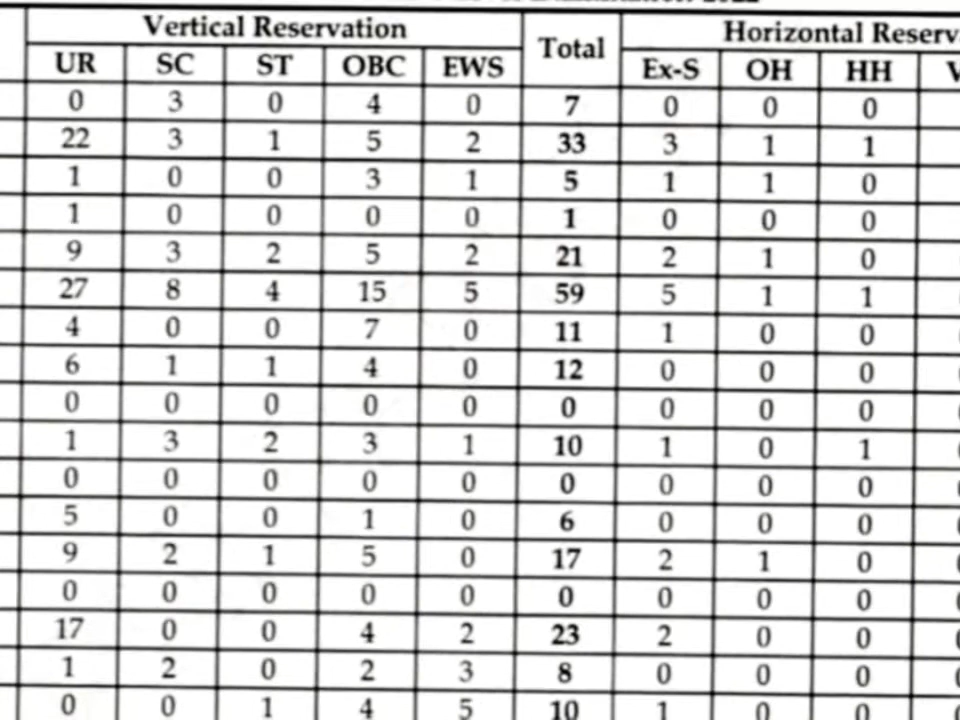 Vertical Reservation Total Horizontal
UR SC ST OBC EWS Ex-S OH HH
0 3 0 4 0 7 0 0 0
22 3 1 5 2 33 3 1 1
1 0 0 3 1 5 1 1 0
1 0 0 0 0 1 0 0 0
9 3 2 5 2 21 2 1 0
27 8 4 15 5 59 5 1 1
4 0 0 7 0 11 1 0 0
6 1 1 4 0 12 0 0 0
0 0 0 0 0 0 0 0 0
1 3 2 3 1 10 1 0 1
0 0 0 0 0 0 0 0 0
5 0 0 1 0 6 0 0 0
9 2 1 5 0 17 2 1 0
0 0 0 0 0 0 0 0 0
17 0 0 4 2 23 2 0 0
1 2 0 2 3 8 0 0 0
0 0 1 4 5 10 1 0 0